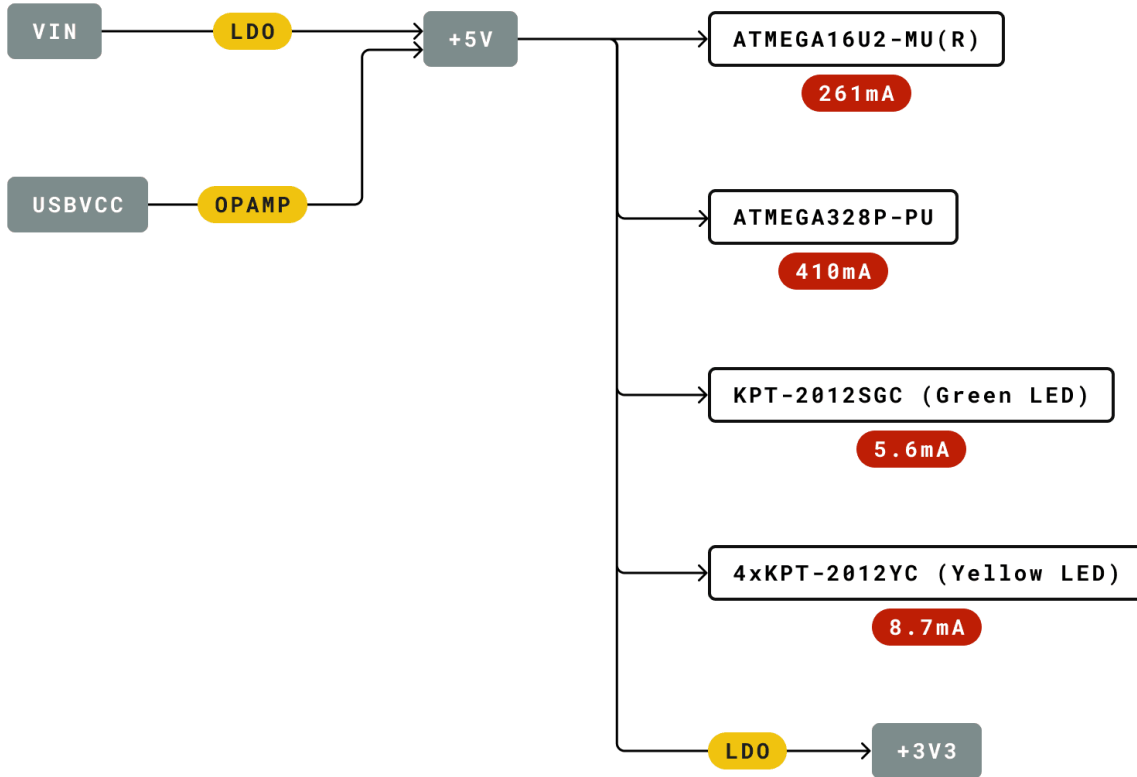 VIN
LDO
+5V
ATMEGA16U2-MU(R)
261mA
USBVCC
OPAMP
ATMEGA328P-PU
410mA
KPT-2012SGC (Green LED)
5.6mA
4xKPT-2012YC (Yellow LED)
8.7mA
LDO
+3V3